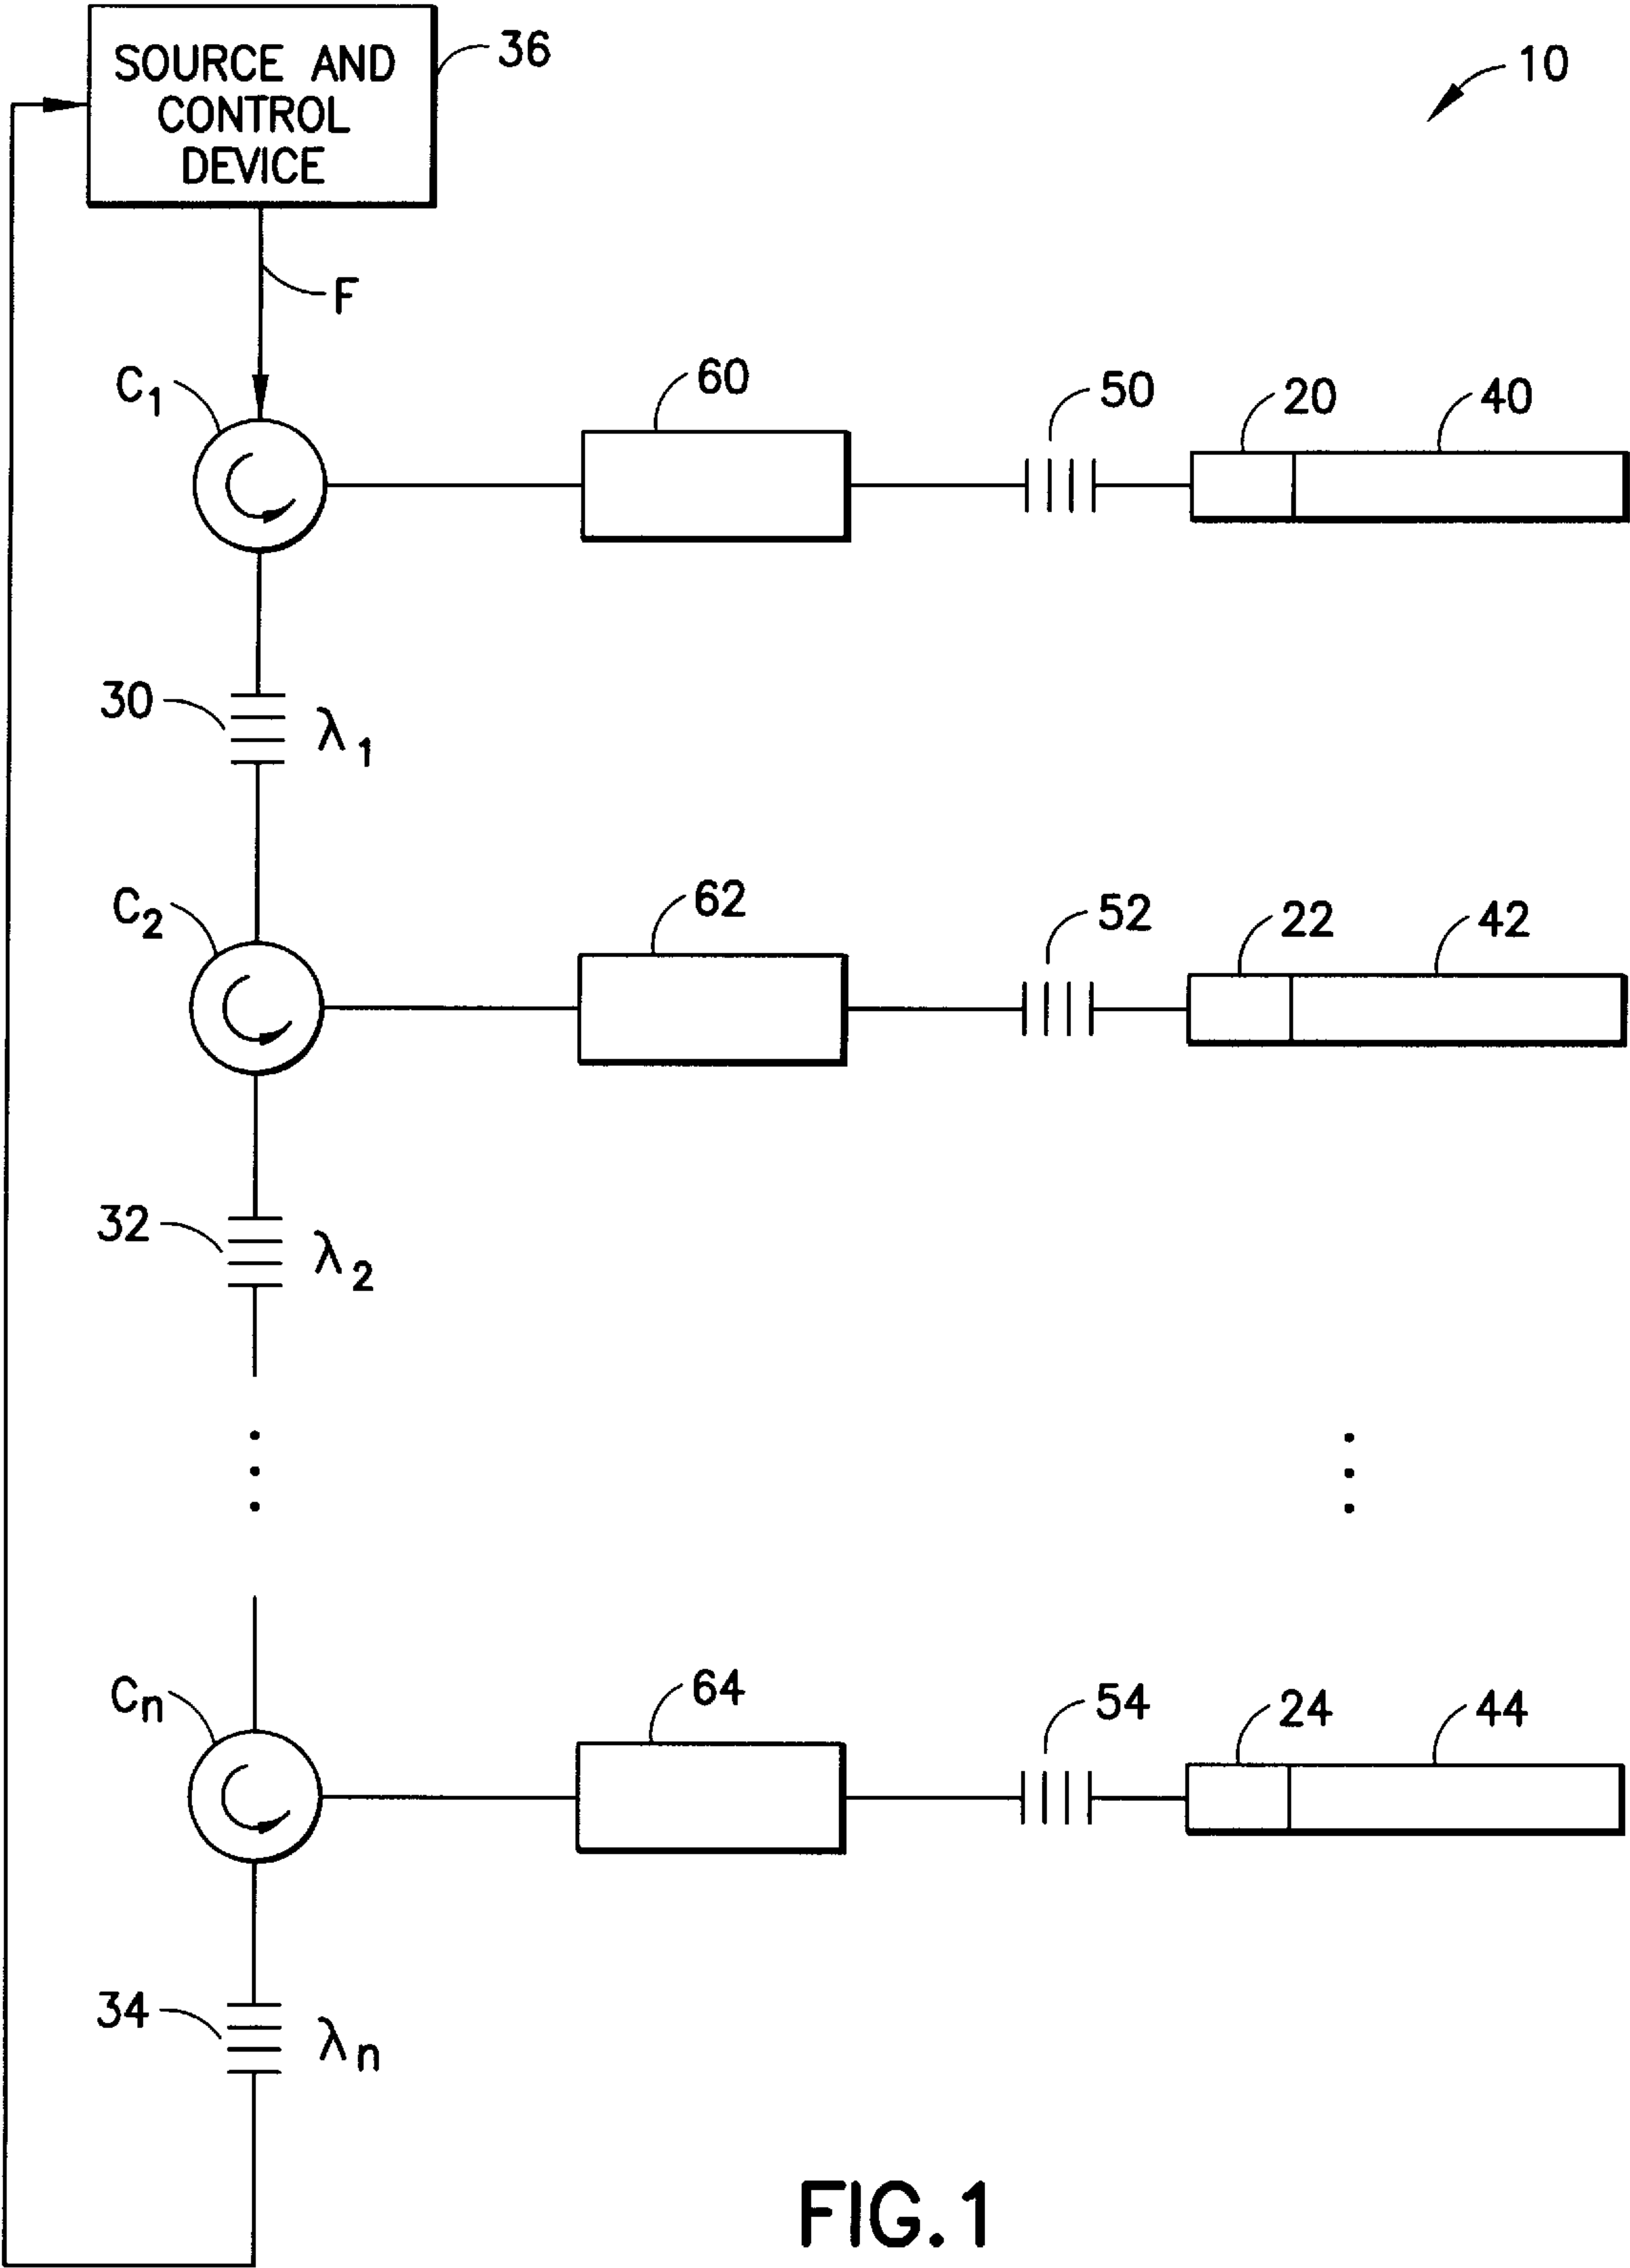 SOURCE AND
CONTROL
DEVICE
36
10
F
C1
60
50
20
40
30
λ1
C2
62
52
22
42
32
λ2
Cn
64
54
24
44
34
λn
FIG.1